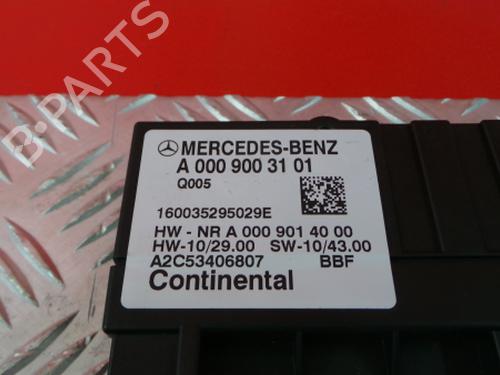 B-PARTS
MERCEDES-BENZ
A 000 900 31 01
Q005
160035295029E
HW - NR A 000 901 40 00
HW-10/29.00 SW-10/43.00
A2C53406807 BBF
Continental